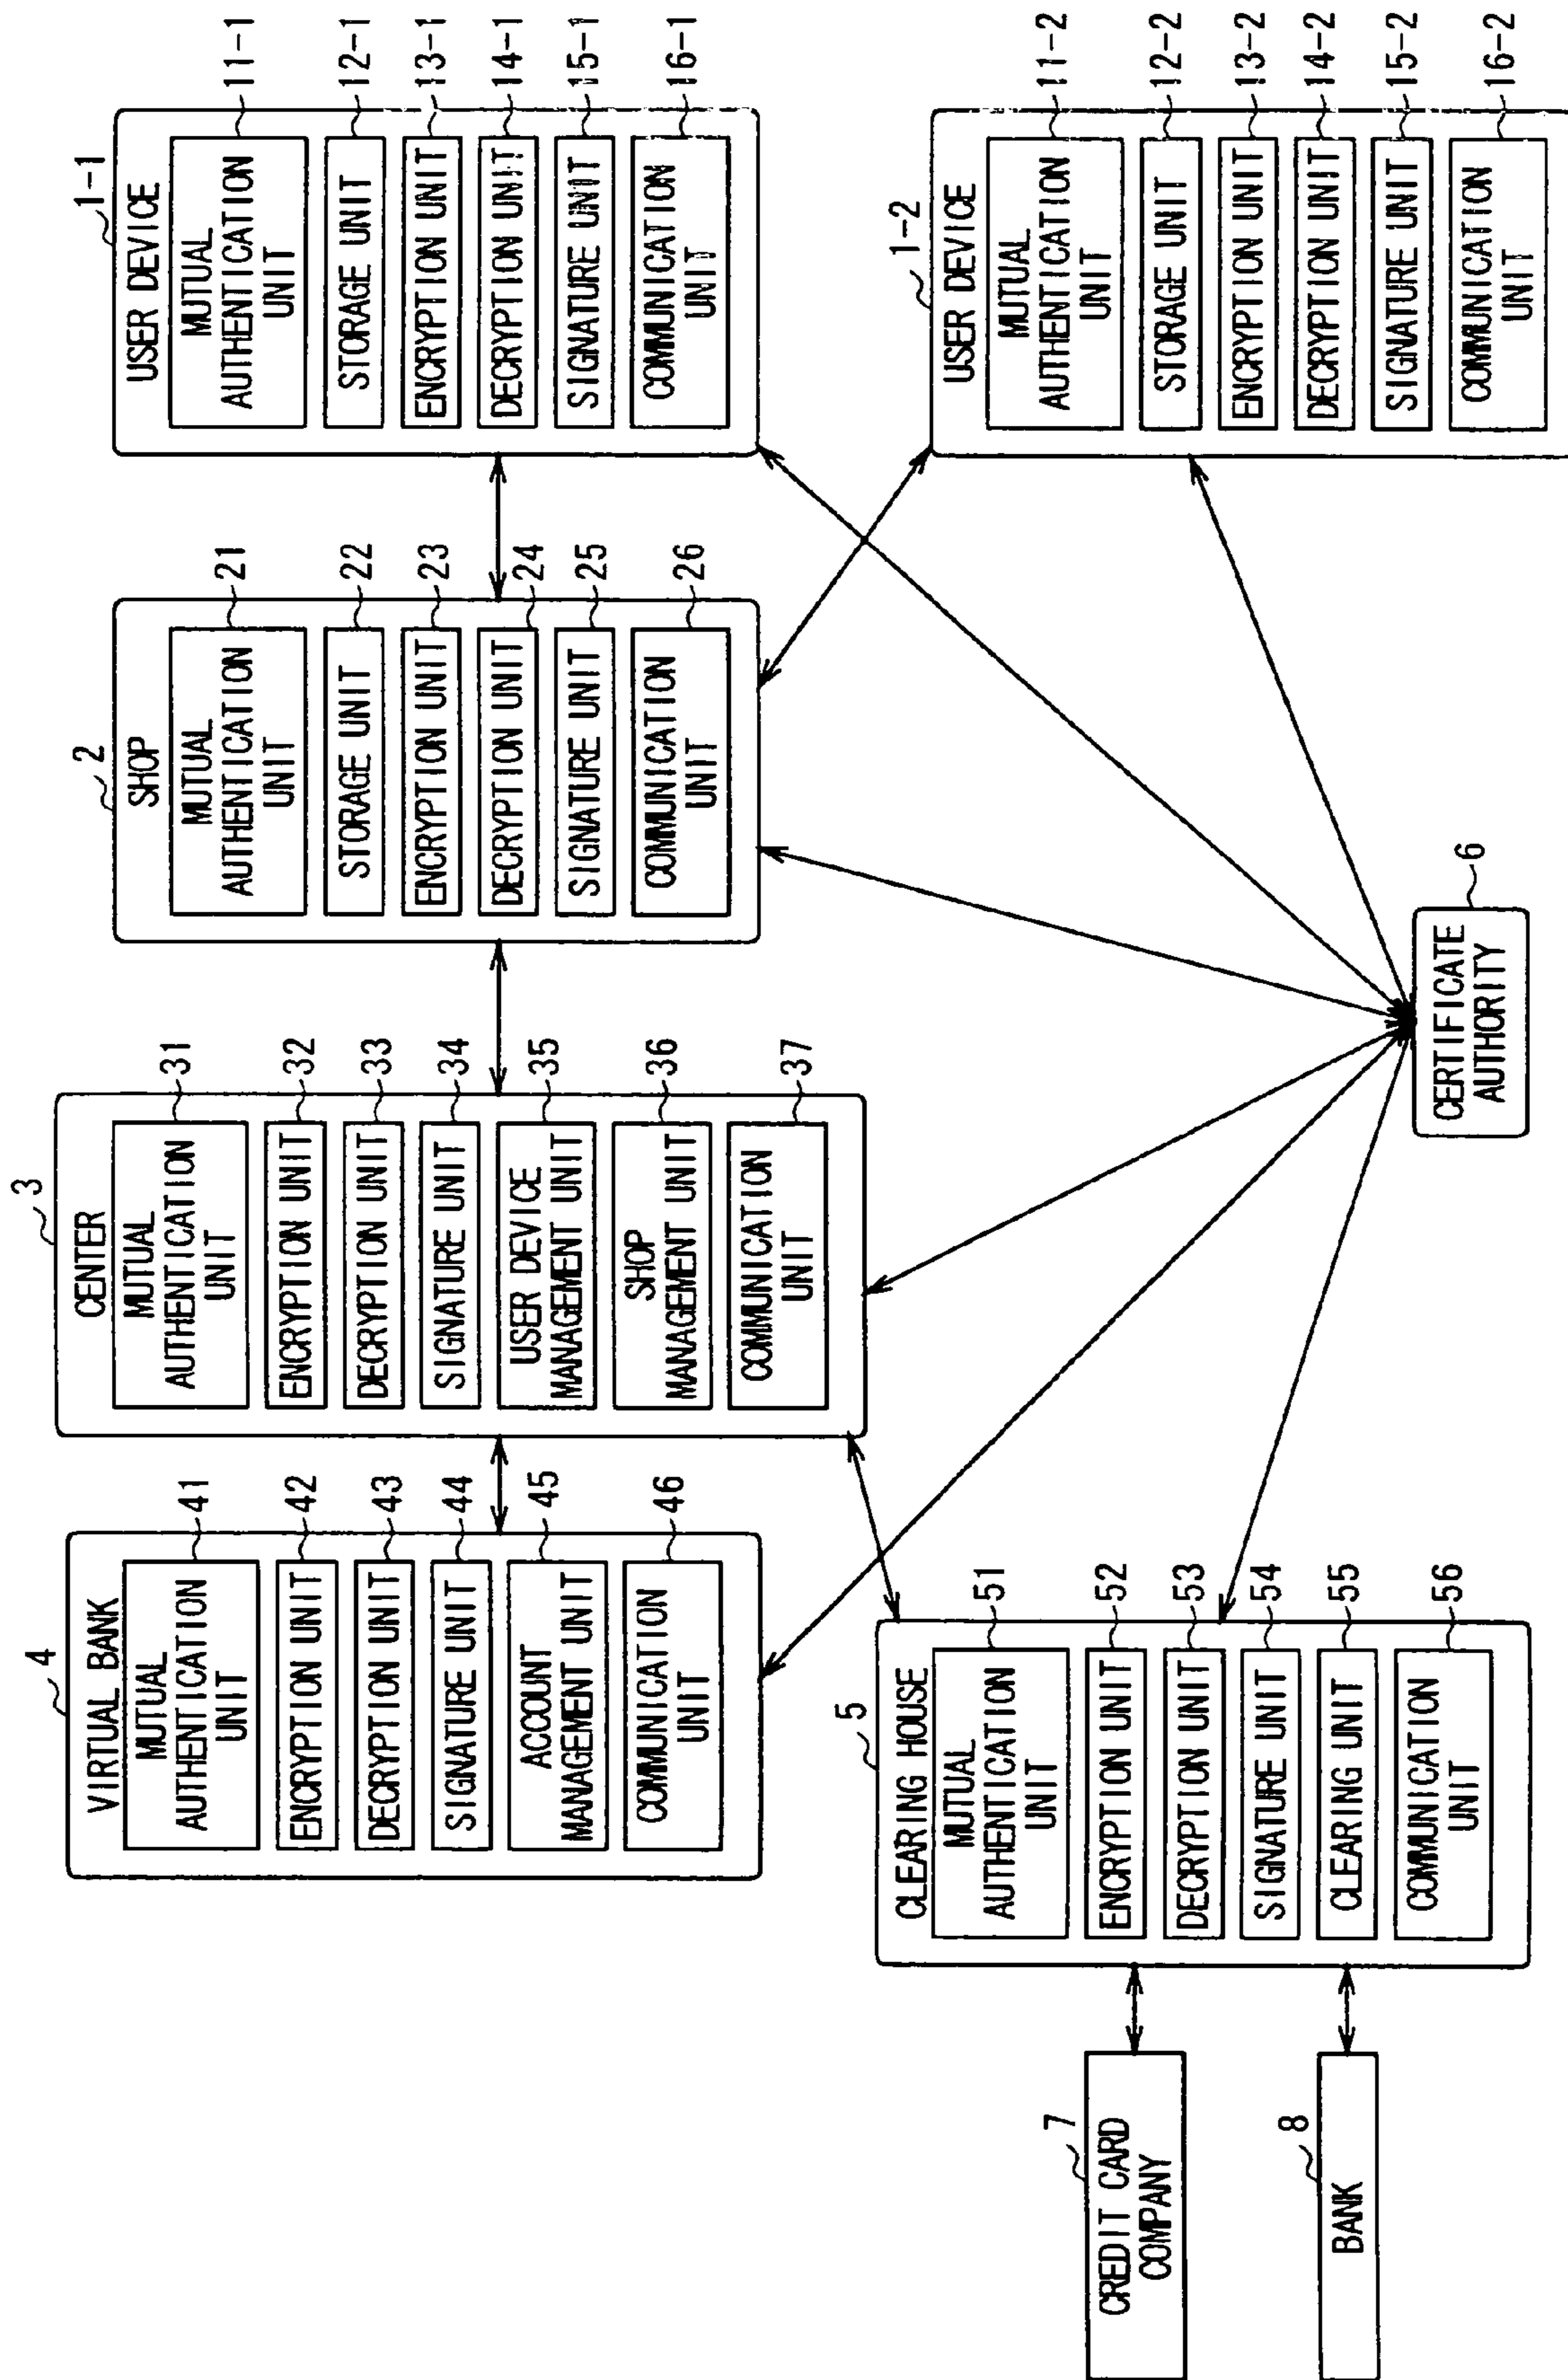 4
VIRTUAL BANK
MUTUAL
AUTHENTICATION
UNIT
41
ENCRYPTION UNIT
42
DECRYPTION UNIT
43
SIGNATURE UNIT
44
ACCOUNT
MANAGEMENT UNIT
45
COMMUNICATION
UNIT
46
3
CENTER
MUTUAL
AUTHENTICATION
UNIT
31
ENCRYPTION UNIT
32
DECRYPTION UNIT
33
SIGNATURE UNIT
34
USER DEVICE
MANAGEMENT UNIT
35
SHOP
MANAGEMENT UNIT
36
COMMUNICATION
UNIT
37
2
SHOP
MUTUAL
AUTHENTICATION
UNIT
21
STORAGE UNIT
22
ENCRYPTION UNIT
23
DECRYPTION UNIT
24
SIGNATURE UNIT
25
COMMUNICATION
UNIT
26
1-1
USER DEVICE
MUTUAL
AUTHENTICATION
UNIT
11-1
STORAGE UNIT
12-1
ENCRYPTION UNIT
13-1
DECRYPTION UNIT
14-1
SIGNATURE UNIT
15-1
COMMUNICATION
UNIT
16-1
7
CREDIT CARD
COMPANY
8
BANK
5
CLEARING HOUSE
MUTUAL
AUTHENTICATION
UNIT
51
ENCRYPTION UNIT
52
DECRYPTION UNIT
53
SIGNATURE UNIT
54
CLEARING UNIT
55
COMMUNICATION
UNIT
56
CERTIFICATE
AUTHORITY
6
1-2
USER DEVICE
MUTUAL
AUTHENTICATION
UNIT
11-2
STORAGE UNIT
12-2
ENCRYPTION UNIT
13-2
DECRYPTION UNIT
14-2
SIGNATURE UNIT
15-2
COMMUNICATION
UNIT
16-2